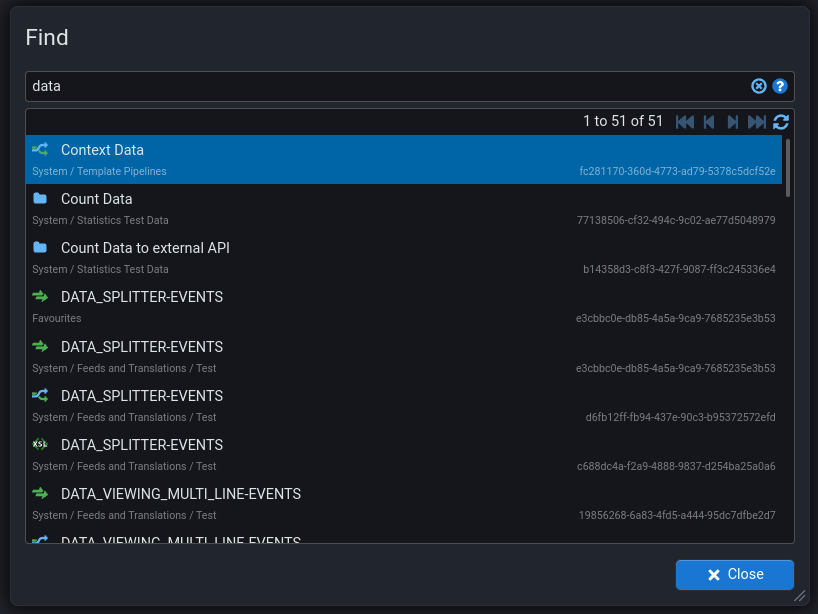 Find
data
?
1 to 51 of 51
Context Data
System / Template Pipelines fc281170-360d-4773-ad79-5378c5dcf52e
Count Data
System / Statistics Test Data 77138506-cf32-494c-9c02-ae77d5048979
Count Data to external API
System / Statistics Test Data b14358d3-c8f3-427f-9087-ff3c245336e4
DATA_SPLITTER-EVENTS
Favourites e3cbbc0e-db85-4a5a-9ca9-7685235e3b53
DATA_SPLITTER-EVENTS
System / Feeds and Translations / Test e3cbbc0e-db85-4a5a-9ca9-7685235e3b53
DATA_SPLITTER-EVENTS
System / Feeds and Translations / Test d6fb12ff-fb94-437e-90c3-b95372572efd
XSL DATA_SPLITTER-EVENTS
System / Feeds and Translations / Test c688dc4a-f2a9-4888-9837-d254ba25a0a6
DATA_VIEWING_MULTI_LINE-EVENTS
System / Feeds and Translations / Test 19856268-6a83-4fd5-a444-95dc7dfbe2d7
DATA_VIEWING_MULTI_LINE-EVENTS
Close